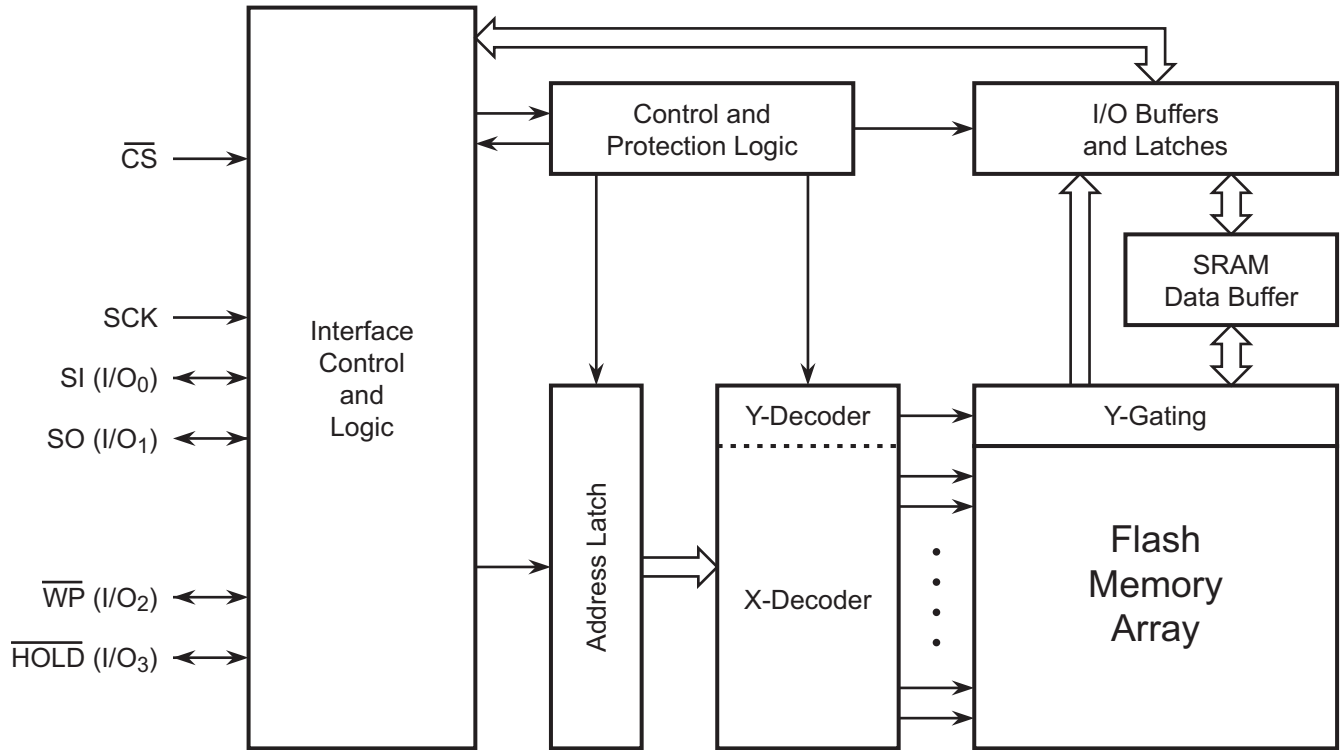 Control and
Protection Logic
I/O Buffers
and Latches
CS
SRAM
Data Buffer
SCK
Interface
Control
and
Logic
SI (I/O0)
SO (I/O1)
Y-Decoder
Y-Gating
Address Latch
Flash
Memory
Array
WP (I/O2)
X-Decoder
HOLD (I/O3)